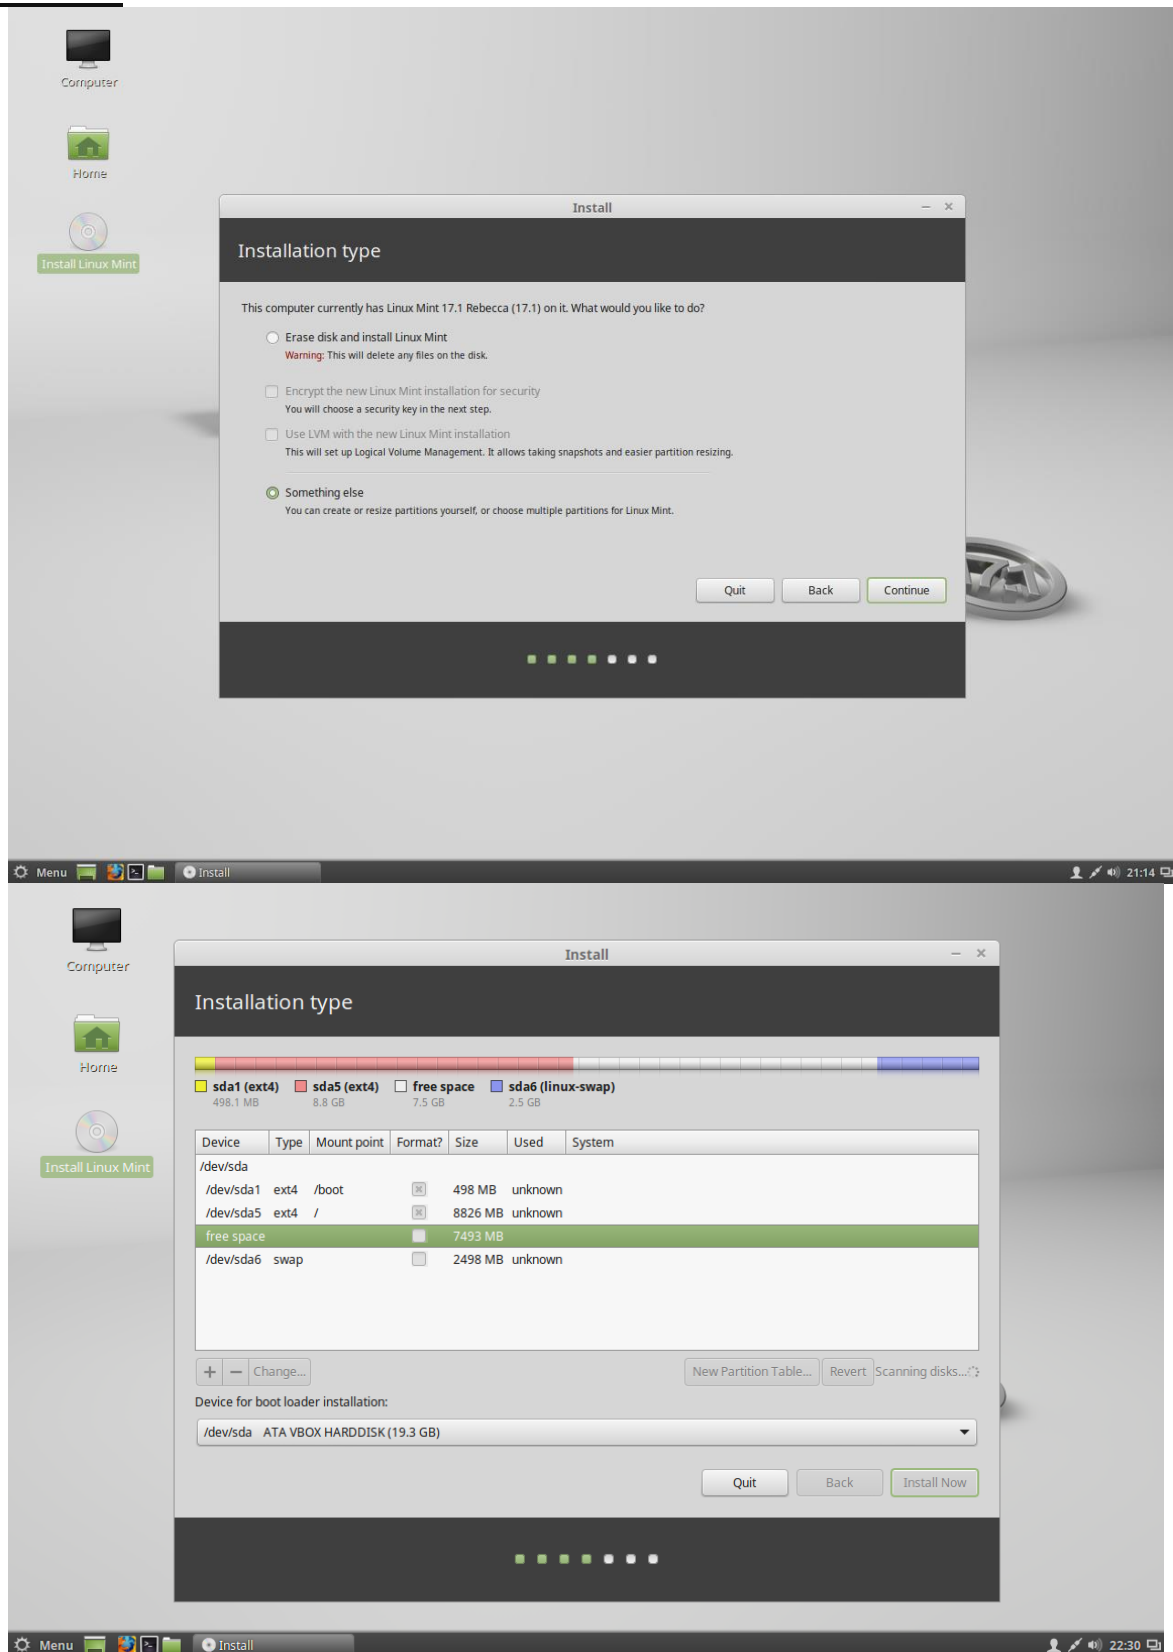 Computer
Home
Install Linux Mint
Install
Installation type
This computer currently has Linux Mint 17.1 Rebecca (17.1) on it. What would you like to do?
Erase disk and install Linux Mint
Warning: This will delete any files on the disk.
Encrypt the new Linux Mint installation for security
You will choose a security key in the next step.
Use LVM with the new Linux Mint installation
This will set up Logical Volume Management. It allows taking snapshots and easier partition resizing.
Something else
You can create or resize partitions yourself, or choose multiple partitions for Linux Mint.
Quit Back Continue
Menu Install 21:14
Computer
Home
Install Linux Mint
Install
Installation type
sda1 (ext4) sda5 (ext4) free space sda6 (linux-swap)
498.1 MB 8.8 GB 7.5 GB 2.5 GB
Device Type Mount point Format? Size Used System
/dev/sda
/dev/sda1 ext4 /boot 498 MB unknown
/dev/sda5 ext4 / 8826 MB unknown
free space 7493 MB
/dev/sda6 swap 2498 MB unknown
+ − Change... New Partition Table... Revert Scanning disks...
Device for boot loader installation:
/dev/sda ATA VBOX HARDDISK (19.3 GB)
Quit Back Install Now
Menu Install 22:30